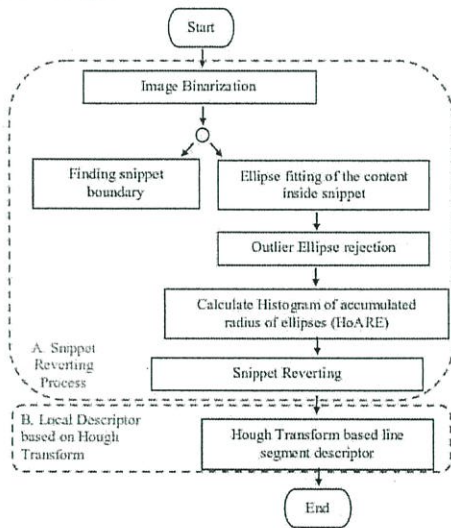 Start
Image Binarization
Finding snippet
boundary
Ellipse fitting of the content
inside snippet
Outlier Ellipse rejection
Calculate Histogram of accumulated
radius of ellipses (HoARE)
A. Snippet
Reverting
Process
Snippet Reverting
B. Local Descriptor
based on Hough
Transform
Hough Transform based line
segment descriptor
End